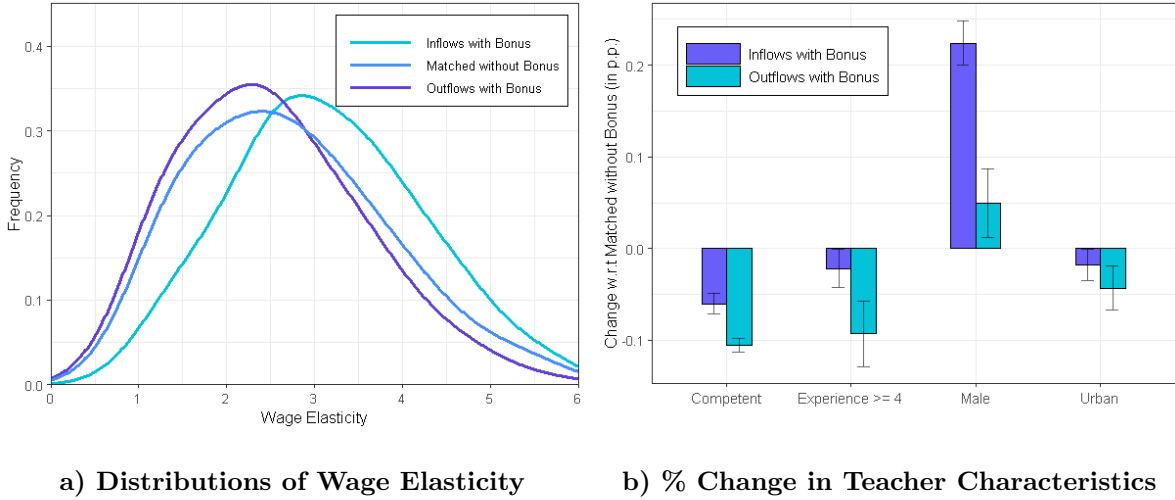 0.4
0.3
0.2
0.1
0.0
Frequency
Inflows with Bonus
Matched without Bonus
Outflows with Bonus
0
1
2
3
4
5
6
Wage Elasticity
a) Distributions of Wage Elasticity
0.2
0.1
0.0
-0.1
Change w.r.t Matched without Bonus (in p.p.)
Inflows with Bonus
Outflows with Bonus
Competent
Experience >= 4
Male
Urban
b) % Change in Teacher Characteristics